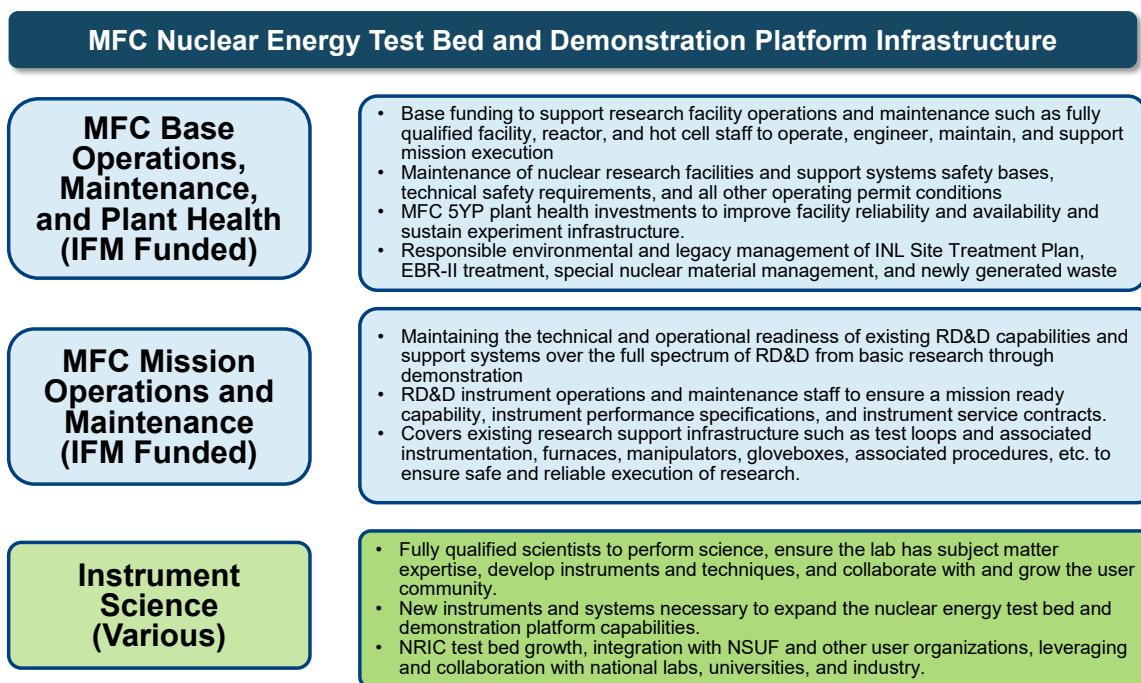 MFC Nuclear Energy Test Bed and Demonstration Platform Infrastructure
MFC Base
Operations,
Maintenance,
and Plant Health
(IFM Funded)
• Base funding to support research facility operations and maintenance such as fully
qualified facility, reactor, and hot cell staff to operate, engineer, maintain, and support
mission execution
• Maintenance of nuclear research facilities and support systems safety bases,
technical safety requirements, and all other operating permit conditions
• MFC 5YP plant health investments to improve facility reliability and availability and
sustain experiment infrastructure.
• Responsible environmental and legacy management of INL Site Treatment Plan,
EBR-II treatment, special nuclear material management, and newly generated waste
MFC Mission
Operations and
Maintenance
(IFM Funded)
• Maintaining the technical and operational readiness of existing RD&D capabilities and
support systems over the full spectrum of RD&D from basic research through
demonstration
• RD&D instrument operations and maintenance staff to ensure a mission ready
capability, instrument performance specifications, and instrument service contracts.
• Covers existing research support infrastructure such as test loops and associated
instrumentation, furnaces, manipulators, gloveboxes, associated procedures, etc. to
ensure safe and reliable execution of research.
Instrument
Science
(Various)
• Fully qualified scientists to perform science, ensure the lab has subject matter
expertise, develop instruments and techniques, and collaborate with and grow the user
community.
• New instruments and systems necessary to expand the nuclear energy test bed and
demonstration platform capabilities.
• NRIC test bed growth, integration with NSUF and other user organizations, leveraging
and collaboration with national labs, universities, and industry.